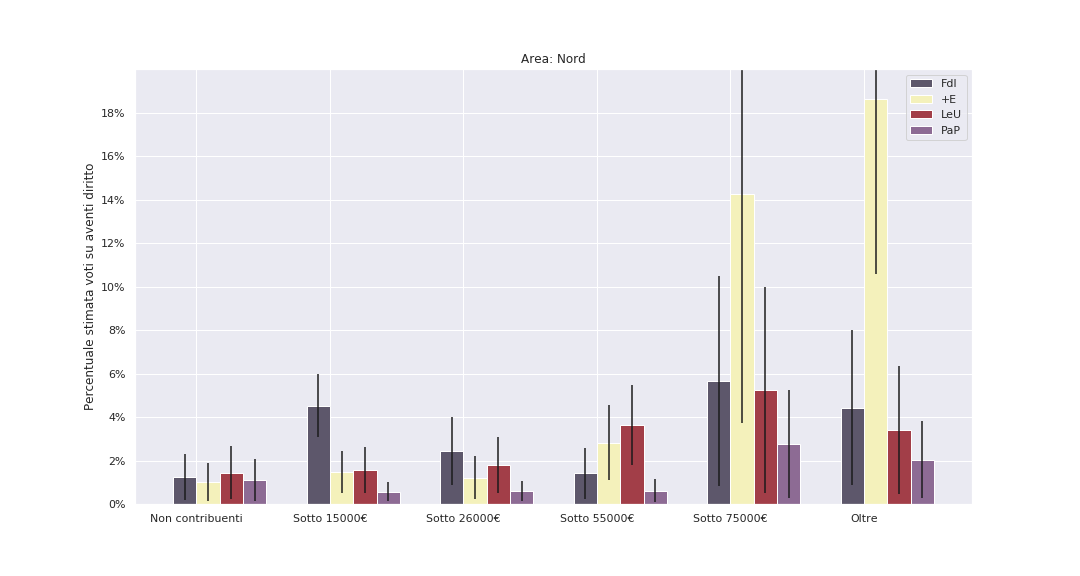 Area: Nord
FdI
+E
LeU
PaP
Percentuale stimata voti su aventi diritto
18%
16%
14%
12%
10%
8%
6%
4%
2%
0%
Non contribuenti
Sotto 15000€
Sotto 26000€
Sotto 55000€
Sotto 75000€
Oltre